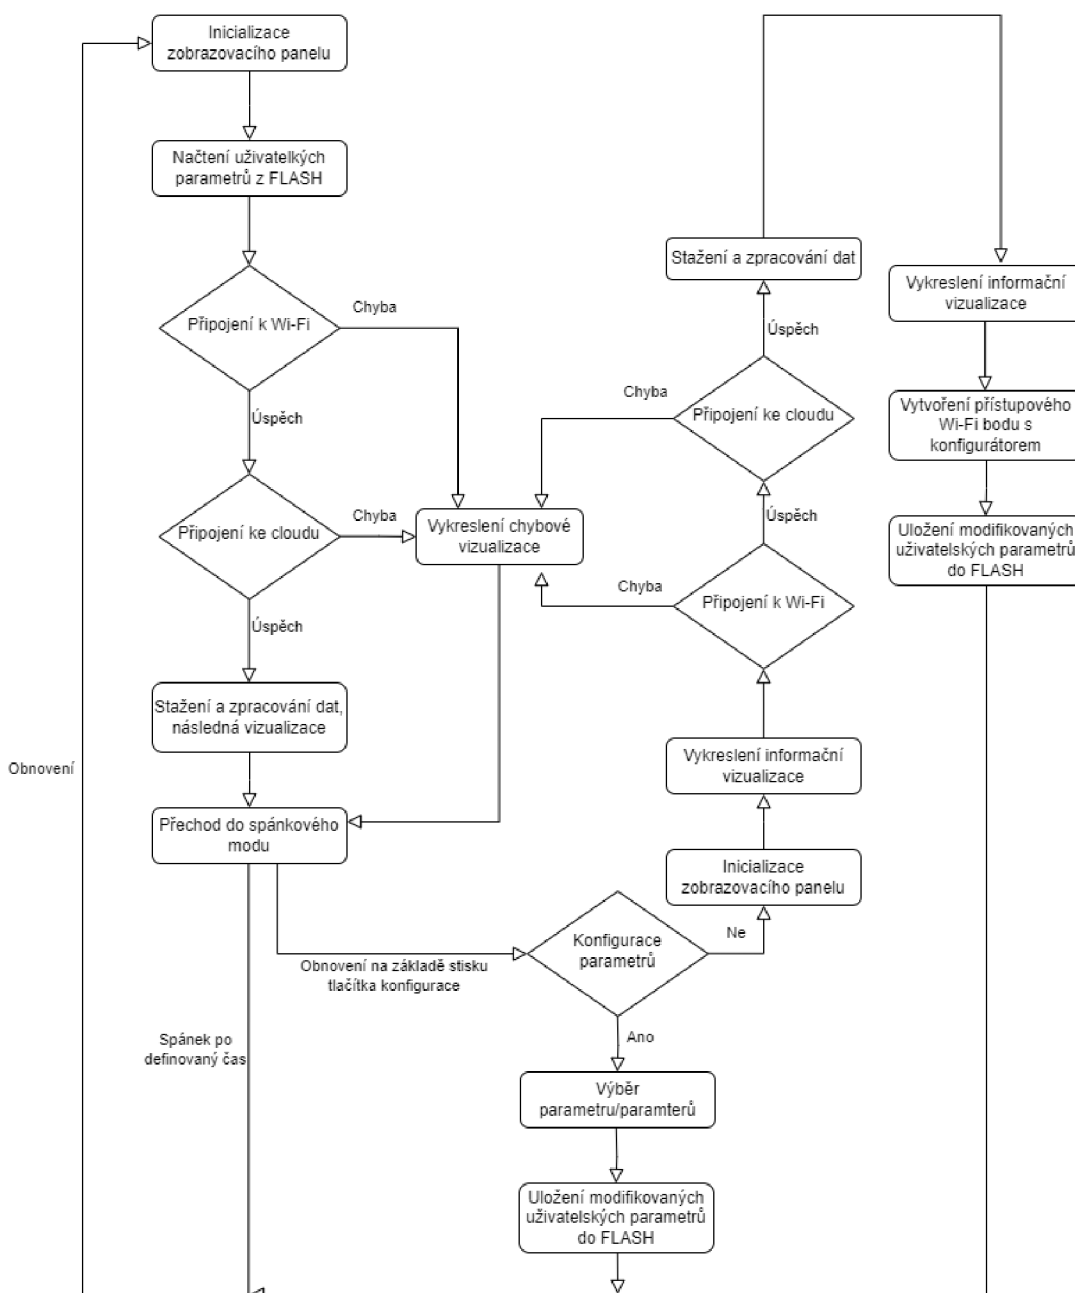 Inicializace
zobrazovacího panelu
Načtení uživatelkých
parametrů z FLASH
Připojení k Wi-Fi
Chyba
Úspěch
Připojení ke cloudu
Chyba
Úspěch
Stažení a zpracování dat,
následná vizualizace
Obnovení
Přechod do spánkového
modu
Vykreslení chybové
vizualizace
Obnovení na základě stisku
tlačítka konfigurace
Spánek po
definovaný čas
Konfigurace
parametrů
Ne
Ano
Výběr
parametru/paramterů
Uložení modifikovaných
uživatelských parametrů
do FLASH
Inicializace
zobrazovacího panelu
Vykreslení informační
vizualizace
Připojení k Wi-Fi
Chyba
Úspěch
Připojení ke cloudu
Chyba
Úspěch
Stažení a zpracování dat
Vykreslení informační
vizualizace
Vytvoření přístupového
Wi-Fi bodu s
konfigurátorem
Uložení modifikovaných
uživatelských parametrů
do FLASH